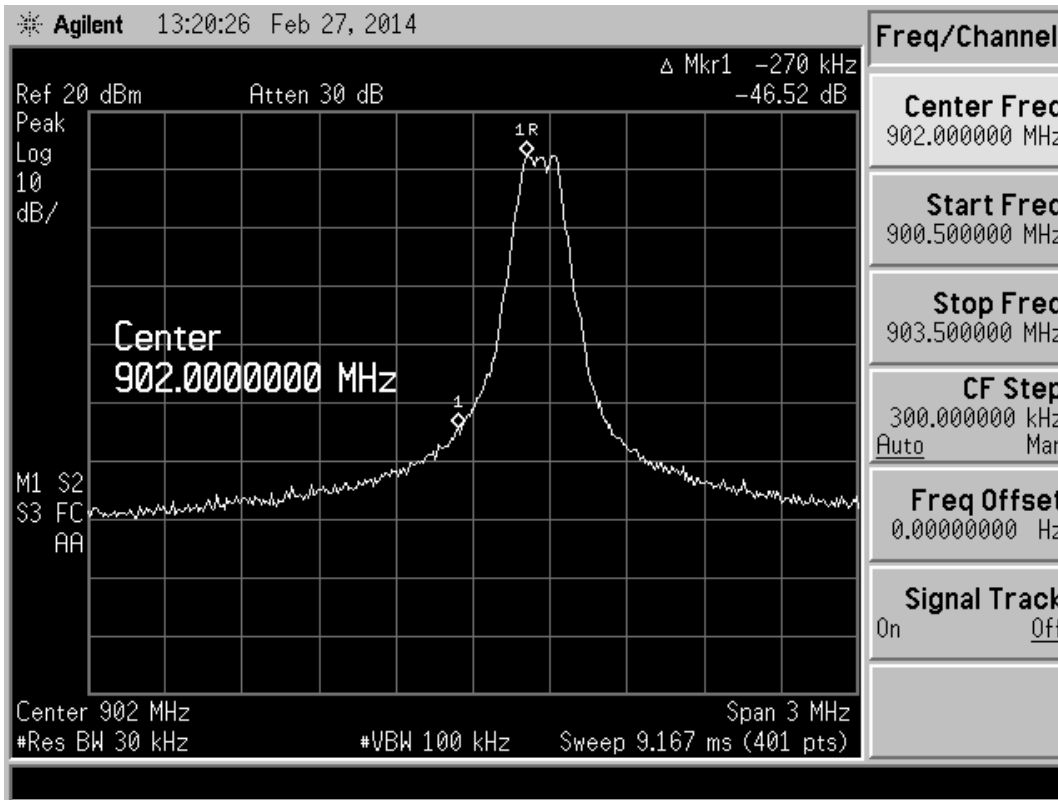 Agilent 13:20:26 Feb 27, 2014
Freq/Channel
Δ Mkr1 -270 kHz
Ref 20 dBm Atten 30 dB -46.52 dB
Peak
Log
10
dB/
1R
Center
902.0000000 MHz
1
M1 S2
S3 FC
AA
Center 902 MHz Span 3 MHz
#Res BW 30 kHz #VBW 100 kHz Sweep 9.167 ms (401 pts)
Center Freq
902.000000 MHz
Start Freq
900.500000 MHz
Stop Freq
903.500000 MHz
CF Step
300.000000 kHz
Auto Man
Freq Offset
0.00000000 Hz
Signal Track
On Off